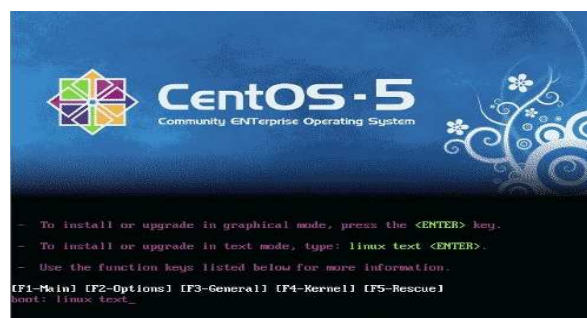 CentOS-5
Community ENTerprise Operating System
- To install or upgrade in graphical mode, press the <ENTER> key.
- To install or upgrade in text mode, type: linux text <ENTER>.
- Use the function keys listed below for more information.
[F1-Main] [F2-Options] [F3-General] [F4-Kernel] [F5-Rescue]
boot: linux text_